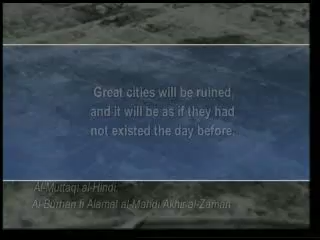 Great cities will be ruined,
and it will be as if they had
not existed the day before.
Al-Muttaqi al-Hindi,
Al-Burhan fi Alamat al-Mahdi Akhir al-Zaman